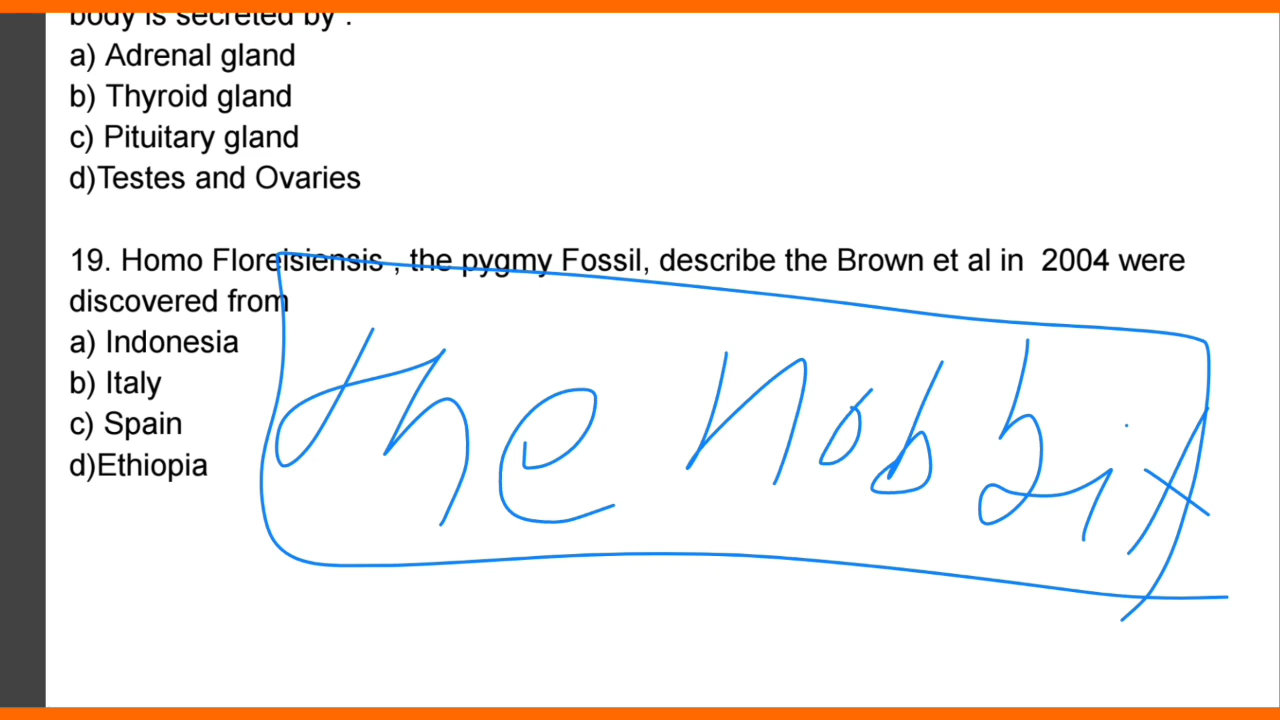 body is secreted by .
a) Adrenal gland
b) Thyroid gland
c) Pituitary gland
d)Testes and Ovaries
19. Homo Florelsiensis , the pygmy Fossil, describe the Brown et al in 2004 were
discovered from
a) Indonesia
b) Italy
c) Spain
d)Ethiopia
the Hobbit